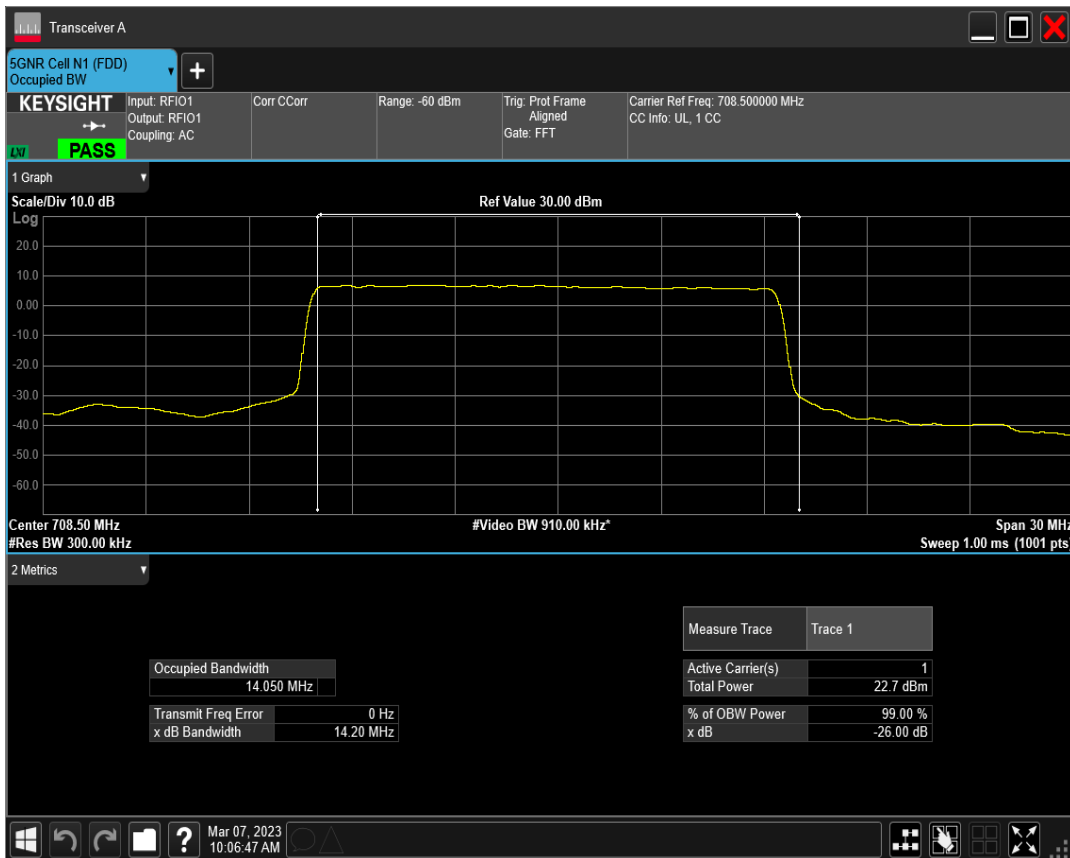 Transceiver A
5GNR Cell N1 (FDD)
Occupied BW
+
KEYSIGHT
LXI
PASS
Input: RFIO1
Output: RFIO1
Coupling: AC
Corr CCorr
Range: -60 dBm
Trig: Prot Frame
Aligned
Gate: FFT
Carrier Ref Freq: 708.500000 MHz
CC Info: UL, 1 CC
1 Graph
Scale/Div 10.0 dB
Ref Value 30.00 dBm
Log
20.0
10.0
0.00
-10.0
-20.0
-30.0
-40.0
-50.0
-60.0
Center 708.50 MHz
#Video BW 910.00 kHz*
Span 30 MHz
#Res BW 300.00 kHz
Sweep 1.00 ms (1001 pts)
2 Metrics
Measure Trace Trace 1
Occupied Bandwidth
14.050 MHz
Active Carrier(s) 1
Total Power 22.7 dBm
Transmit Freq Error 0 Hz
x dB Bandwidth 14.20 MHz
% of OBW Power 99.00 %
x dB -26.00 dB
?
Mar 07, 2023
10:06:47 AM